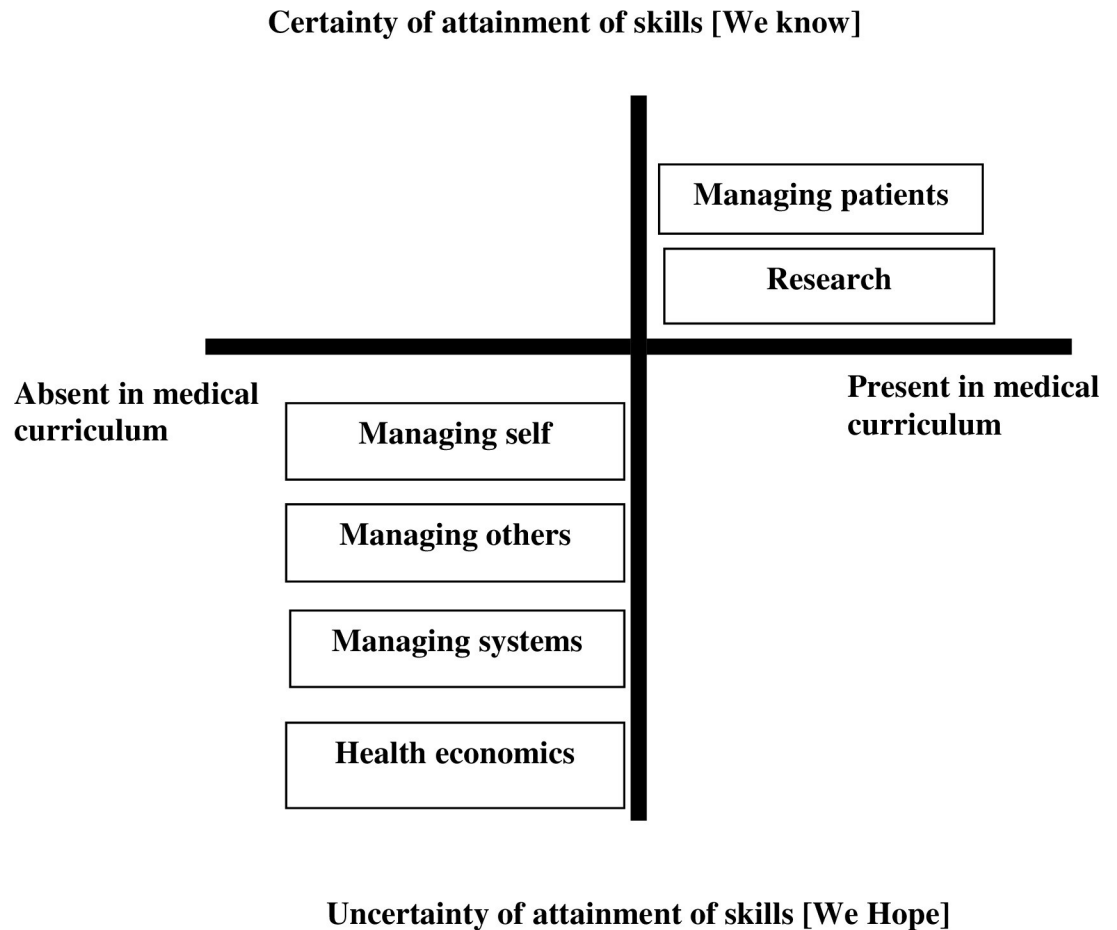 Certainty of attainment of skills [We know]
Managing patients
Research
Absent in medical
curriculum
Present in medical
curriculum
Managing self
Managing others
Managing systems
Health economics
Uncertainty of attainment of skills [We Hope]